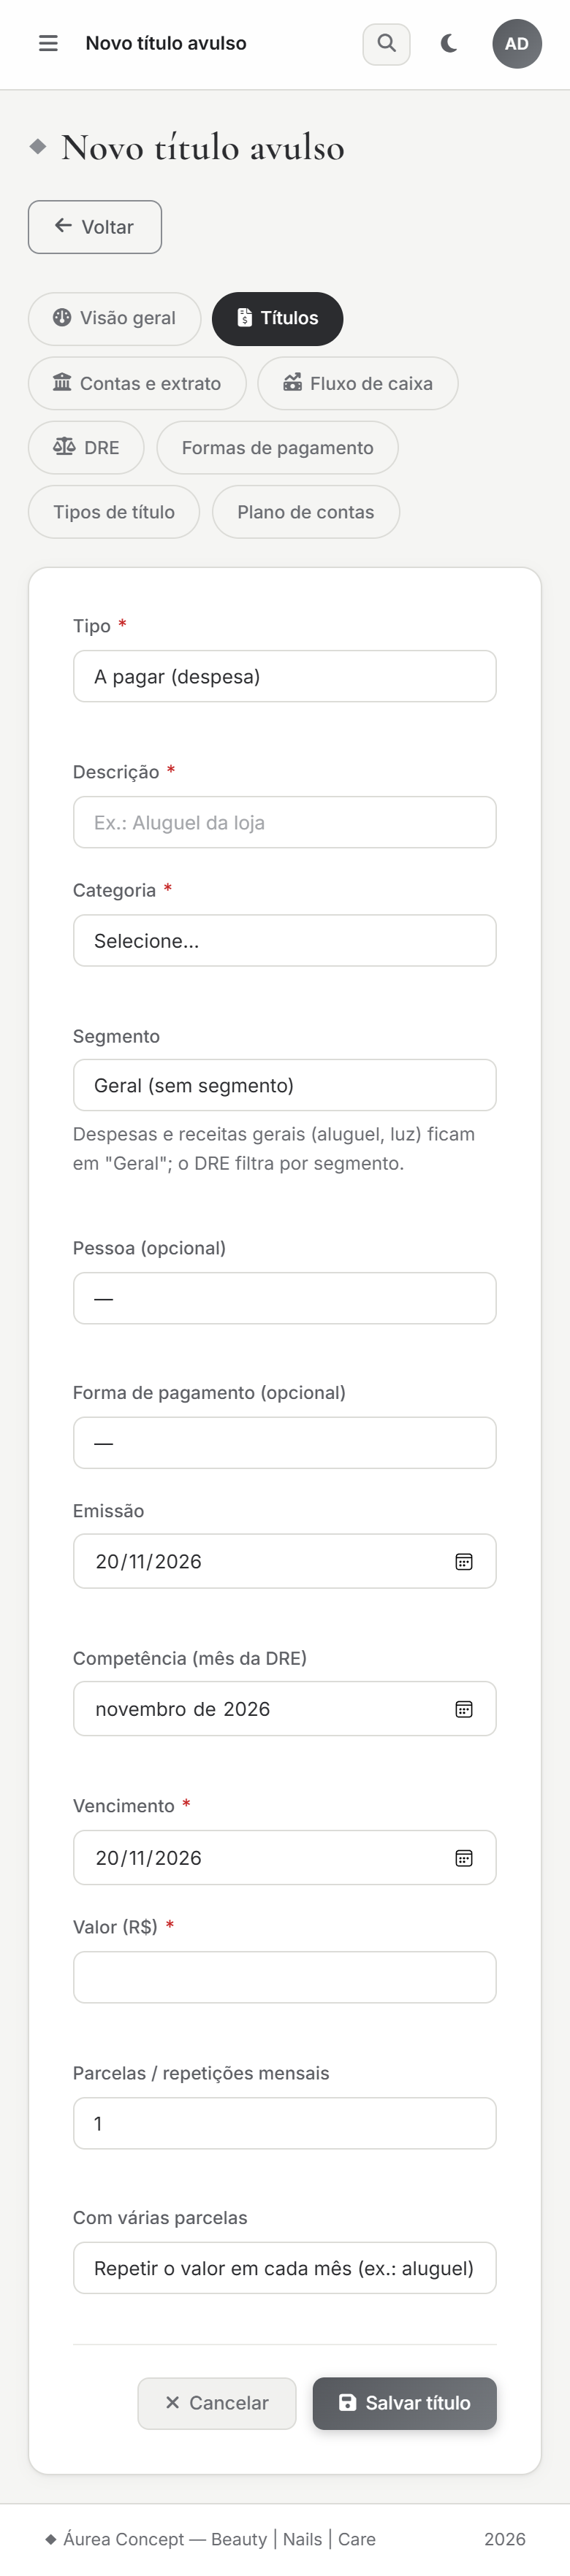 Novo título avulso
AD
Novo título avulso
Voltar
Visão geral
Títulos
Contas e extrato
Fluxo de caixa
DRE
Formas de pagamento
Tipos de título
Plano de contas
Tipo *
A pagar (despesa)
Descrição *
Ex.: Aluguel da loja
Categoria *
Selecione...
Segmento
Geral (sem segmento)
Despesas e receitas gerais (aluguel, luz) ficam
em "Geral"; o DRE filtra por segmento.
Pessoa (opcional)
—
Forma de pagamento (opcional)
—
Emissão
20/11/2026
Competência (mês da DRE)
novembro de 2026
Vencimento *
20/11/2026
Valor (R$) *
Parcelas / repetições mensais
1
Com várias parcelas
Repetir o valor em cada mês (ex.: aluguel)
Cancelar
Salvar título
Áurea Concept — Beauty | Nails | Care
2026